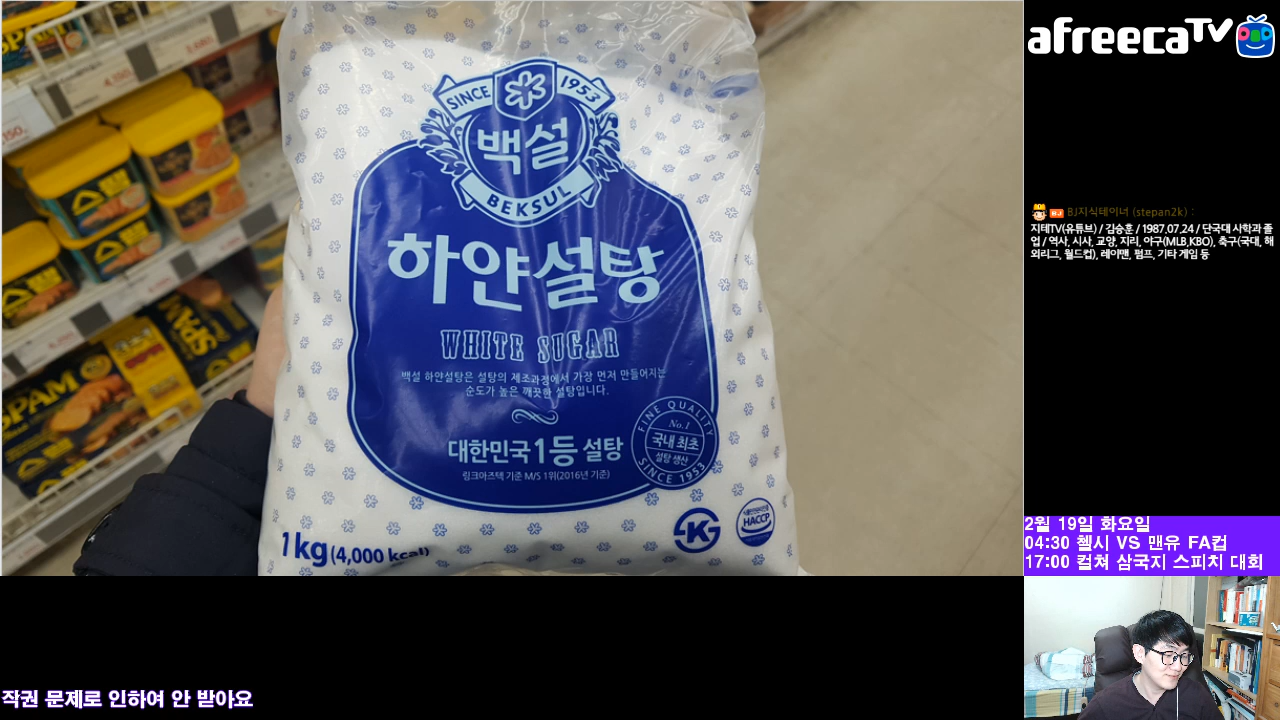 afreecaTV
SINCE 1953
백설
BEKSUL
하얀설탕
WHITE SUGAR
백설 하얀설탕은 설탕의 제조과정에서 가장 먼저 만들어지는
순도가 높은 깨끗한 설탕입니다.
대한민국 1등 설탕
링크아즈텍 기준 M/S 1위(2016년 기준)
FINE QUALITY
No.1
국내 최초
설탕 생산
SINCE 1953
1kg (4,000 kcal)
K
HACCP
스팸
스팸
SPAM
SPAM
150
BJ
BJ지식테이너 (stepan2k) :
지테TV(유튜브) / 김승훈 / 1987.07.24 / 단국대 사학과 졸
업 / 역사, 시사, 교양, 지리, 야구(MLB,KBO), 축구(국대, 해
외리그, 월드컵), 레이맨, 펌프, 기타 게임 등
2월 19일 화요일
04:30 첼시 VS 맨유 FA컵
17:00 컬쳐 삼국지 스피치 대회
작권 문제로 인하여 안 받아요